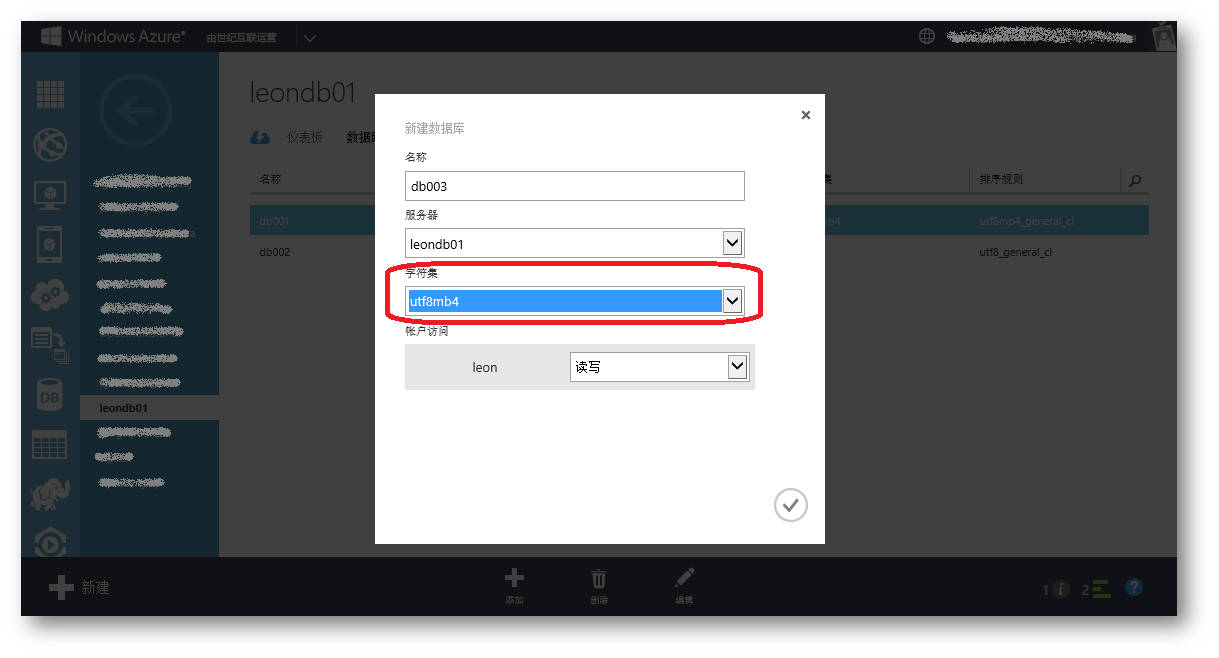 Windows Azure* 由世纪互联运营
leondb01
仪表板 数据库
名称 集 排序规则
db001 b4 utf8mb4_general_ci
db002 utf8_general_ci
leondb01
DB
新建数据库
名称
db003
服务器
leondb01
字符集
utf8mb4
帐户访问
leon 读写
新建 添加 删除 编辑 1 i 2 ?